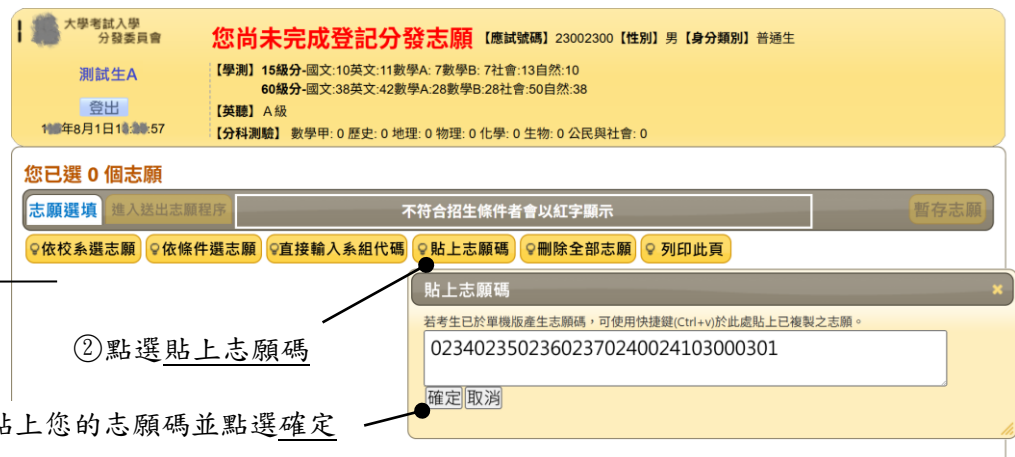 大學考試入學
分發委員會
您尚未完成登記分發志願【應試號碼】23002300【性別】男【身分類別】普通生
測試生A
【學測】15級分-國文:10英文:11數學A: 7數學B: 7社會:13自然:10
60級分-國文:38英文:42數學A:28數學B:28社會:50自然:38
登出
【英聽】A級
年8月1日1 :57
【分科測驗】數學甲: 0 歷史: 0 地理: 0 物理: 0 化學: 0 生物: 0 公民與社會: 0
您已選 0 個志願
志願選填 進入送出志願程序 不符合招生條件者會以紅字顯示 暫存志願
依校系選志願 依條件選志願 直接輸入系組代碼 貼上志願碼 刪除全部志願 列印此頁
貼上志願碼
若考生已於單機版產生志願碼，可使用快捷鍵(Ctrl+v)於此處貼上已複製之志願。
02340235023602370240024103000301
確定 取消
②點選貼上志願碼
貼上您的志願碼並點選確定